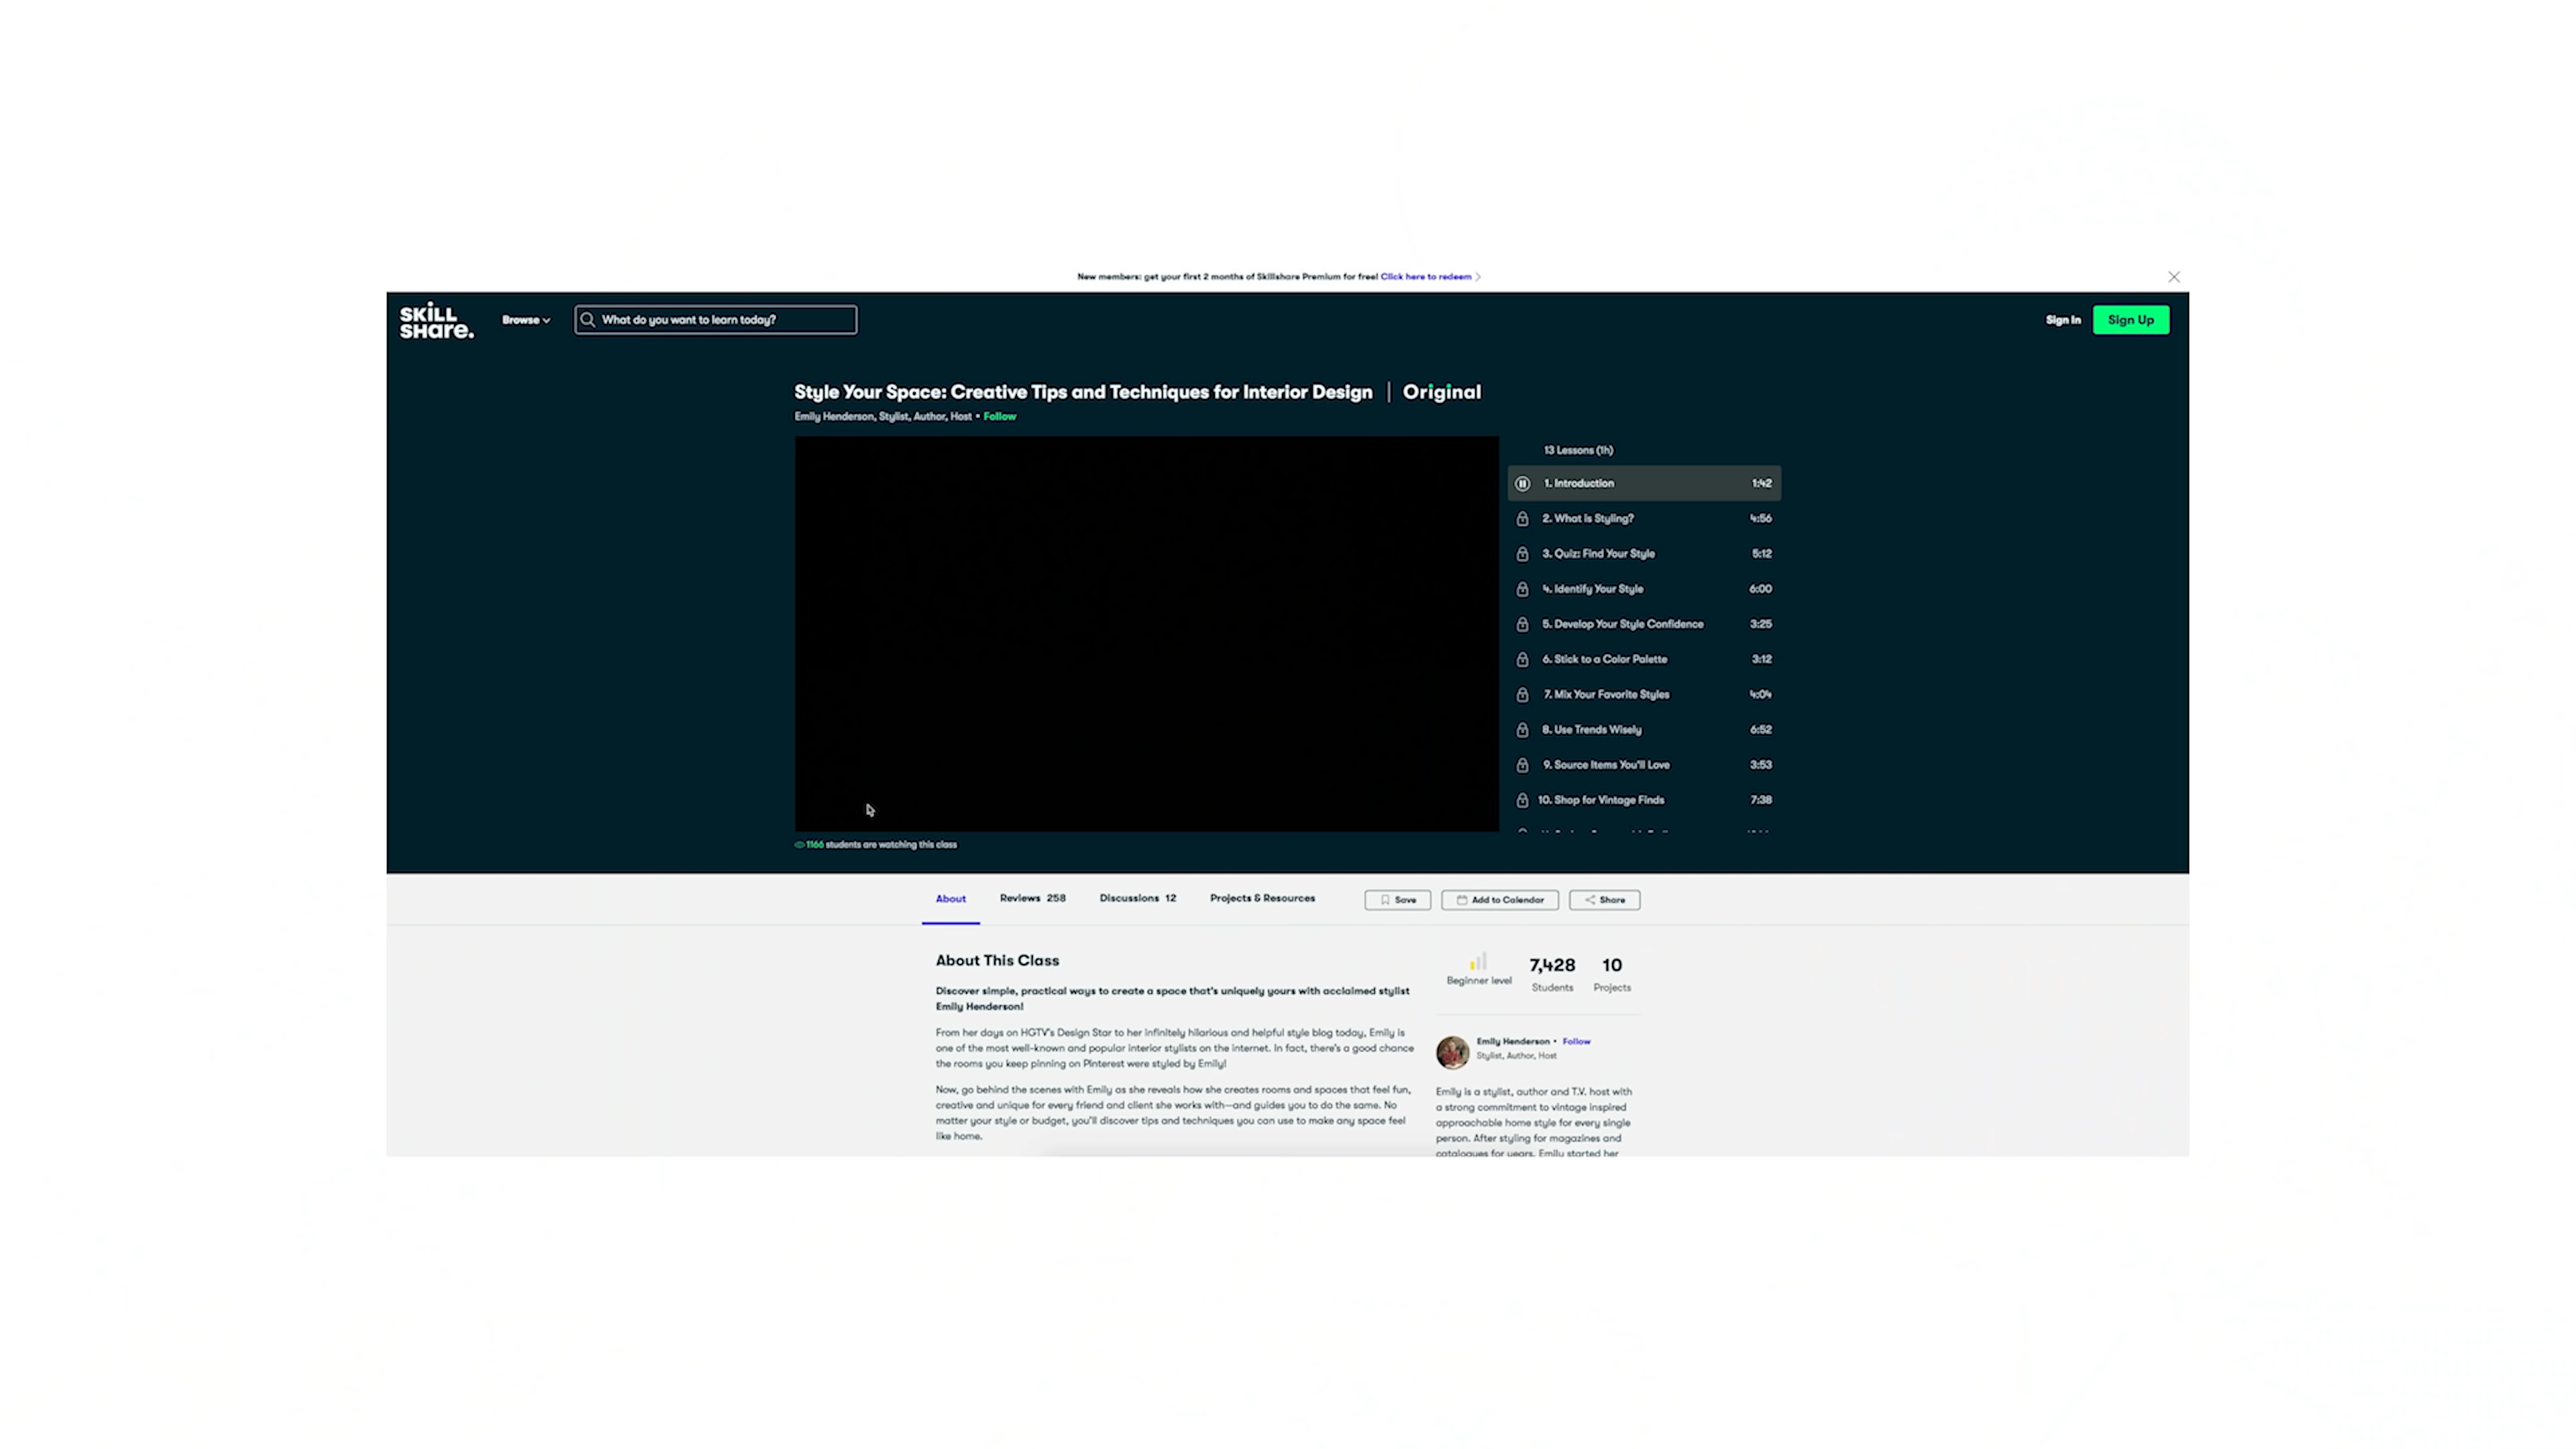 New members: get your first 2 months of Skillshare Premium for free! Click here to redeem
SKiLL
SHare.
Browse
What do you want to learn today?
Sign In
Sign Up
Style Your Space: Creative Tips and Techniques for Interior Design | Original
Emily Henderson, Stylist, Author, Host • Follow
13 Lessons (1h)
1. Introduction 1:42
2. What is Styling? 4:56
3. Quiz: Find Your Style 5:12
4. Identify Your Style 6:00
5. Develop Your Style Confidence 3:25
6. Stick to a Color Palette 3:12
7. Mix Your Favorite Styles 4:04
8. Use Trends Wisely 6:52
9. Source Items You'll Love 3:53
10. Shop for Vintage Finds 7:38
1166 students are watching this class
About
Reviews 258
Discussions 12
Projects & Resources
Save
Add to Calendar
Share
About This Class
Discover simple, practical ways to create a space that's uniquely yours with acclaimed stylist
Emily Henderson!
From her days on HGTV's Design Star to her infinitely hilarious and helpful style blog today, Emily is
one of the most well-known and popular interior stylists on the internet. In fact, there's a good chance
the rooms you keep pinning on Pinterest were styled by Emily!
Now, go behind the scenes with Emily as she reveals how she creates rooms and spaces that feel fun,
creative and unique for every friend and client she works with—and guides you to do the same. No
matter your style or budget, you'll discover tips and techniques you can use to make any space feel
like home.
Beginner level
7,428
Students
10
Projects
Emily Henderson • Follow
Stylist, Author, Host
Emily is a stylist, author and T.V. host with
a strong commitment to vintage inspired
approachable home style for every single
person. After styling for magazines and
catalogues for years, Emily started her